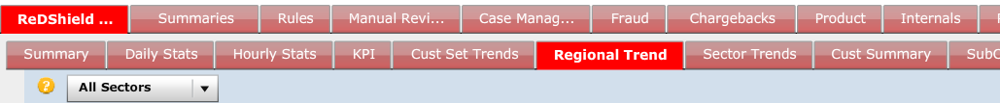 ReDShield ... Summaries Rules Manual Revi... Case Manag... Fraud Chargebacks Product Internals
Summary Daily Stats Hourly Stats KPI Cust Set Trends Regional Trend Sector Trends Cust Summary SubC
? All Sectors